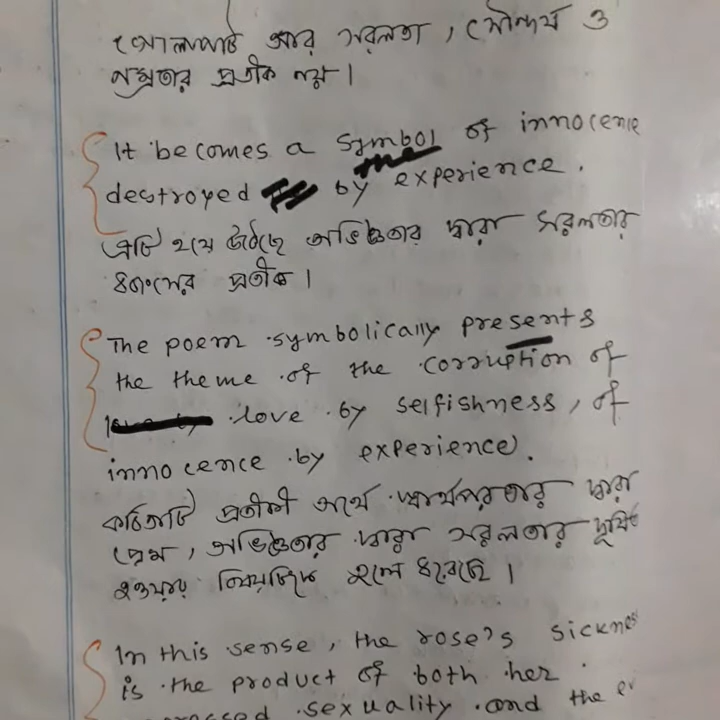 গোলাপটি আর সরলতা, সৌন্দর্য ও
নম্রতার প্রতীক নয়।
It becomes a symbol of innocence
destroyed by experience.
এটি হয়ে উঠছে অভিজ্ঞতার দ্বারা সরলতার
ধ্বংসের প্রতীক।
The poem symbolically presents
the theme of the corruption of
love by selfishness, of
innocence by experience.
কবিতাটি প্রতীকী অর্থে স্বার্থপরতার দ্বারা
প্রেম, অভিজ্ঞতার দ্বারা সরলতার দূষিত
হওয়ার তুলে ধরেছে।
In this sense, the rose's sickness
is the product of both her
sexuality and the